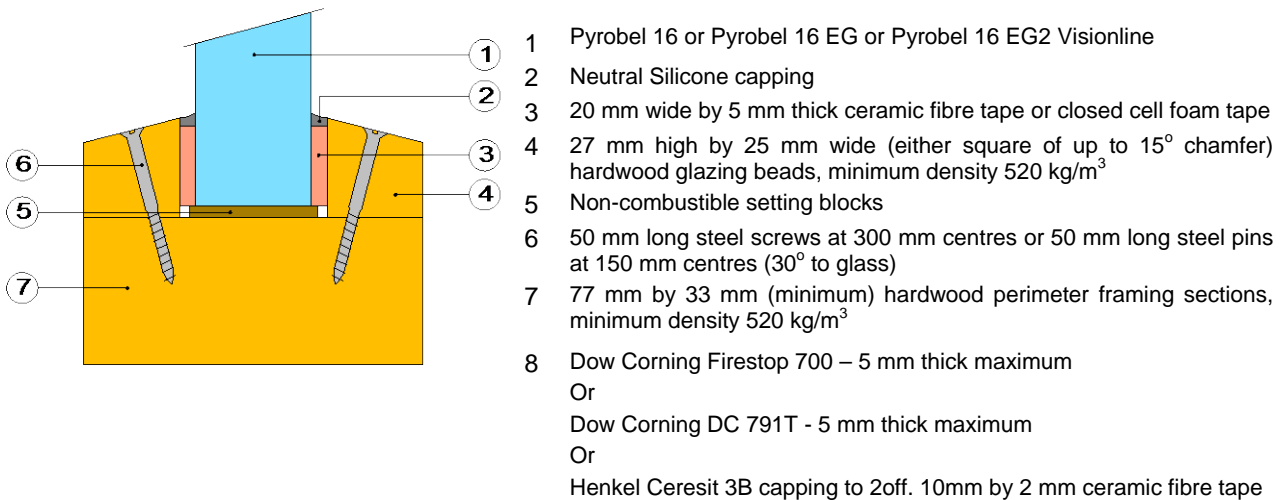 1 Pyrobel 16 or Pyrobel 16 EG or Pyrobel 16 EG2 Visionline
2 Neutral Silicone capping
3 20 mm wide by 5 mm thick ceramic fibre tape or closed cell foam tape
4 27 mm high by 25 mm wide (either square of up to 15° chamfer)
hardwood glazing beads, minimum density 520 kg/m³
5 Non-combustible setting blocks
6 50 mm long steel screws at 300 mm centres or 50 mm long steel pins
at 150 mm centres (30° to glass)
7 77 mm by 33 mm (minimum) hardwood perimeter framing sections,
minimum density 520 kg/m³
8 Dow Corning Firestop 700 – 5 mm thick maximum
Or
Dow Corning DC 791T - 5 mm thick maximum
Or
Henkel Ceresit 3B capping to 2off. 10mm by 2 mm ceramic fibre tape
1
2
3
4
6
5
7